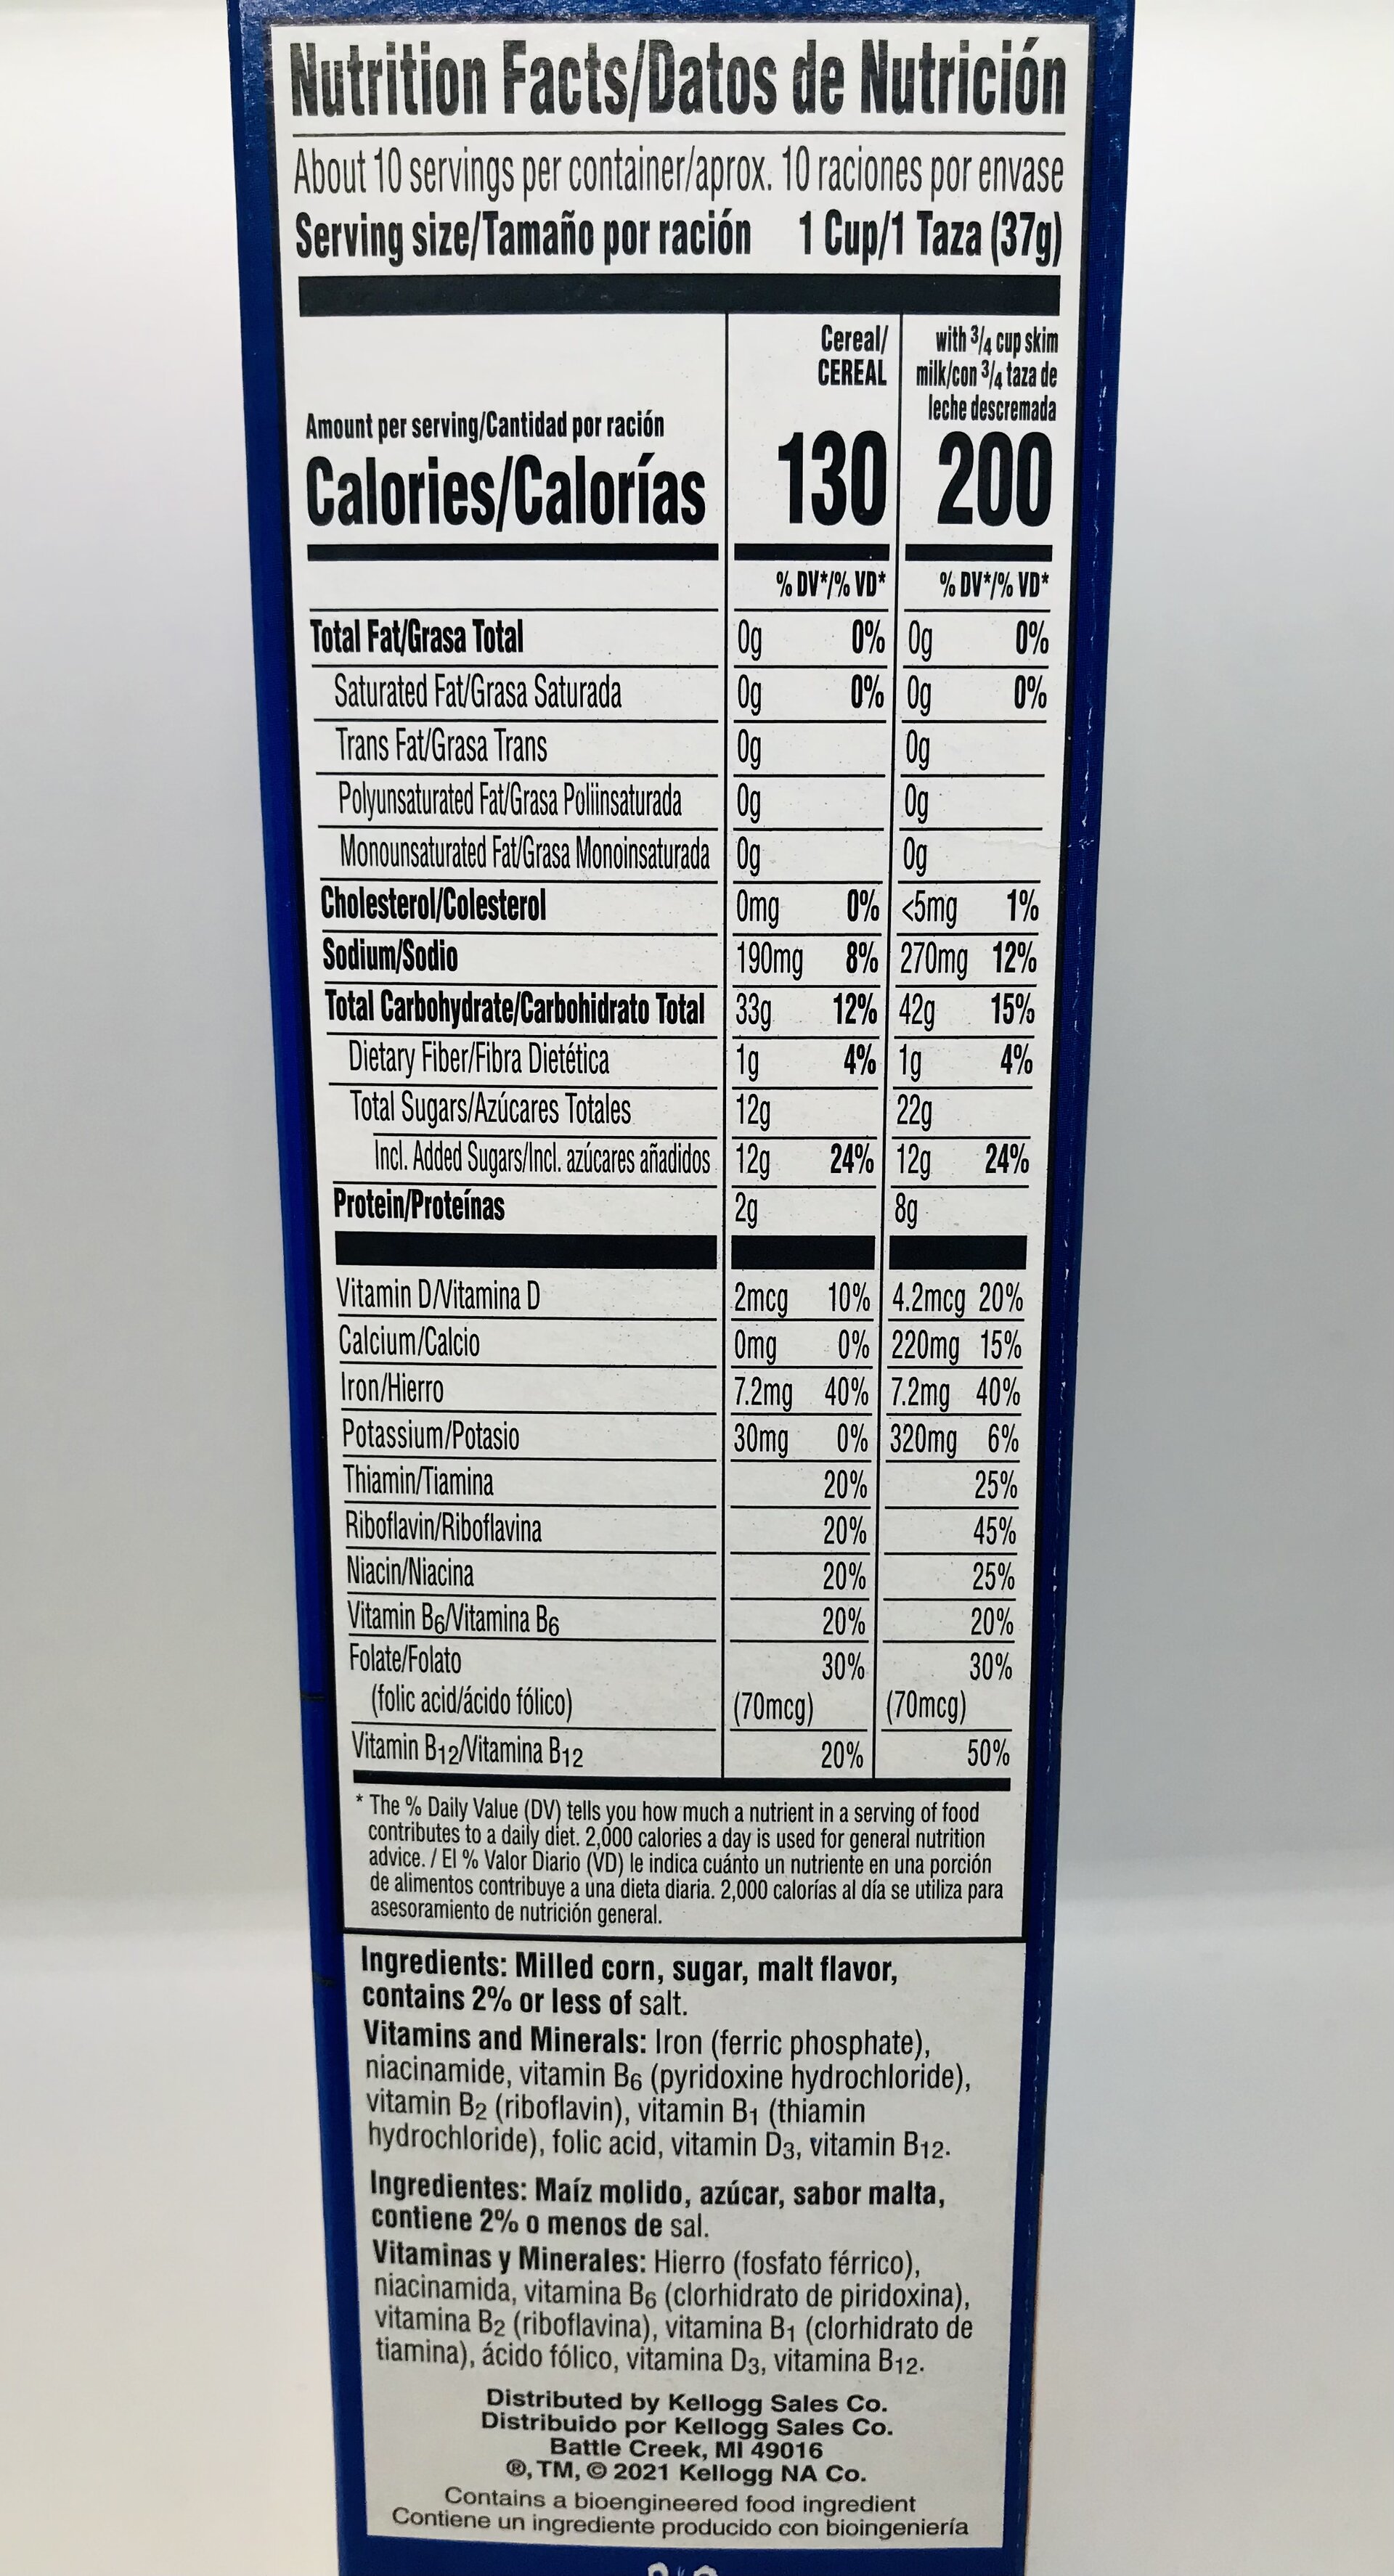 Nutrition Facts/Datos de Nutrición
About 10 servings per container/aprox. 10 raciones por envase
Serving size/Tamaño por ración 1 Cup/1 Taza (37g)
Cereal/
CEREAL
with 3/4 cup skim
milk/con 3/4 taza de
leche descremada
Amount per serving/Cantidad por ración
Calories/Calorías 130 200
% DV*/% VD* % DV*/% VD*
Total Fat/Grasa Total 0g 0% 0g 0%
Saturated Fat/Grasa Saturada 0g 0% 0g 0%
Trans Fat/Grasa Trans 0g 0g
Polyunsaturated Fat/Grasa Poliinsaturada 0g 0g
Monounsaturated Fat/Grasa Monoinsaturada 0g 0g
Cholesterol/Colesterol 0mg 0% <5mg 1%
Sodium/Sodio 190mg 8% 270mg 12%
Total Carbohydrate/Carbohidrato Total 33g 12% 42g 15%
Dietary Fiber/Fibra Dietética 1g 4% 1g 4%
Total Sugars/Azúcares Totales 12g 22g
Incl. Added Sugars/Incl. azúcares añadidos 12g 24% 12g 24%
Protein/Proteínas 2g 8g
Vitamin D/Vitamina D 2mcg 10% 4.2mcg 20%
Calcium/Calcio 0mg 0% 220mg 15%
Iron/Hierro 7.2mg 40% 7.2mg 40%
Potassium/Potasio 30mg 0% 320mg 6%
Thiamin/Tiamina 20% 25%
Riboflavin/Riboflavina 20% 45%
Niacin/Niacina 20% 25%
Vitamin B6/Vitamina B6 20% 20%
Folate/Folato 30% 30%
(folic acid/ácido fólico) (70mcg) (70mcg)
Vitamin B12/Vitamina B12 20% 50%
* The % Daily Value (DV) tells you how much a nutrient in a serving of food
contributes to a daily diet. 2,000 calories a day is used for general nutrition
advice. / El % Valor Diario (VD) le indica cuánto un nutriente en una porción
de alimentos contribuye a una dieta diaria. 2,000 calorías al día se utiliza para
asesoramiento de nutrición general.
Ingredients: Milled corn, sugar, malt flavor,
contains 2% or less of salt.
Vitamins and Minerals: Iron (ferric phosphate),
niacinamide, vitamin B6 (pyridoxine hydrochloride),
vitamin B2 (riboflavin), vitamin B1 (thiamin
hydrochloride), folic acid, vitamin D3, vitamin B12.
Ingredientes: Maíz molido, azúcar, sabor malta,
contiene 2% o menos de sal.
Vitaminas y Minerales: Hierro (fosfato férrico),
niacinamida, vitamina B6 (clorhidrato de piridoxina),
vitamina B2 (riboflavina), vitamina B1 (clorhidrato de
tiamina), ácido fólico, vitamina D3, vitamina B12.
Distributed by Kellogg Sales Co.
Distribuido por Kellogg Sales Co.
Battle Creek, MI 49016
®, TM, © 2021 Kellogg NA Co.
Contains a bioengineered food ingredient
Contiene un ingrediente producido con bioingeniería